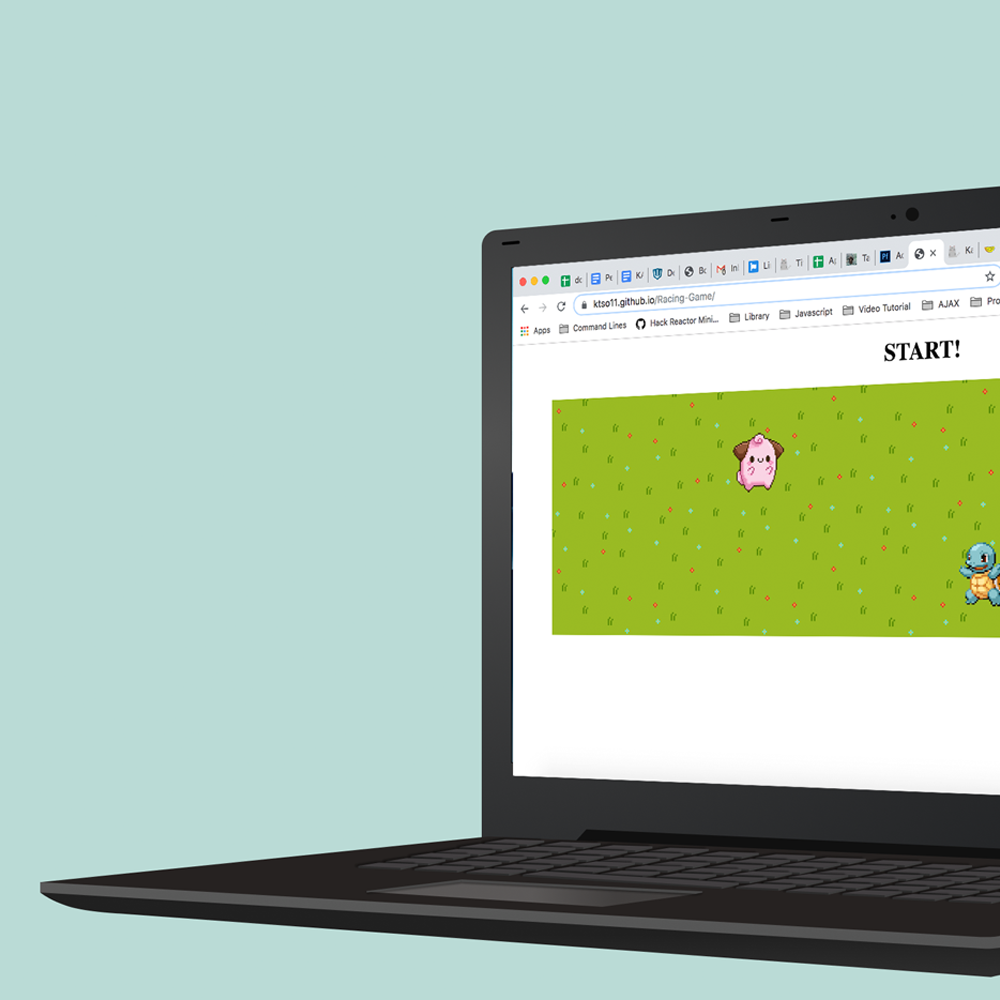 dc Pe K/ De Bc Ini Li Ti A( Te Ac K:
ktso11.github.io/Racing-Game/
Apps Command Lines Hack Reactor Mini... Library Javascript Video Tutorial AJAX Pro
START!